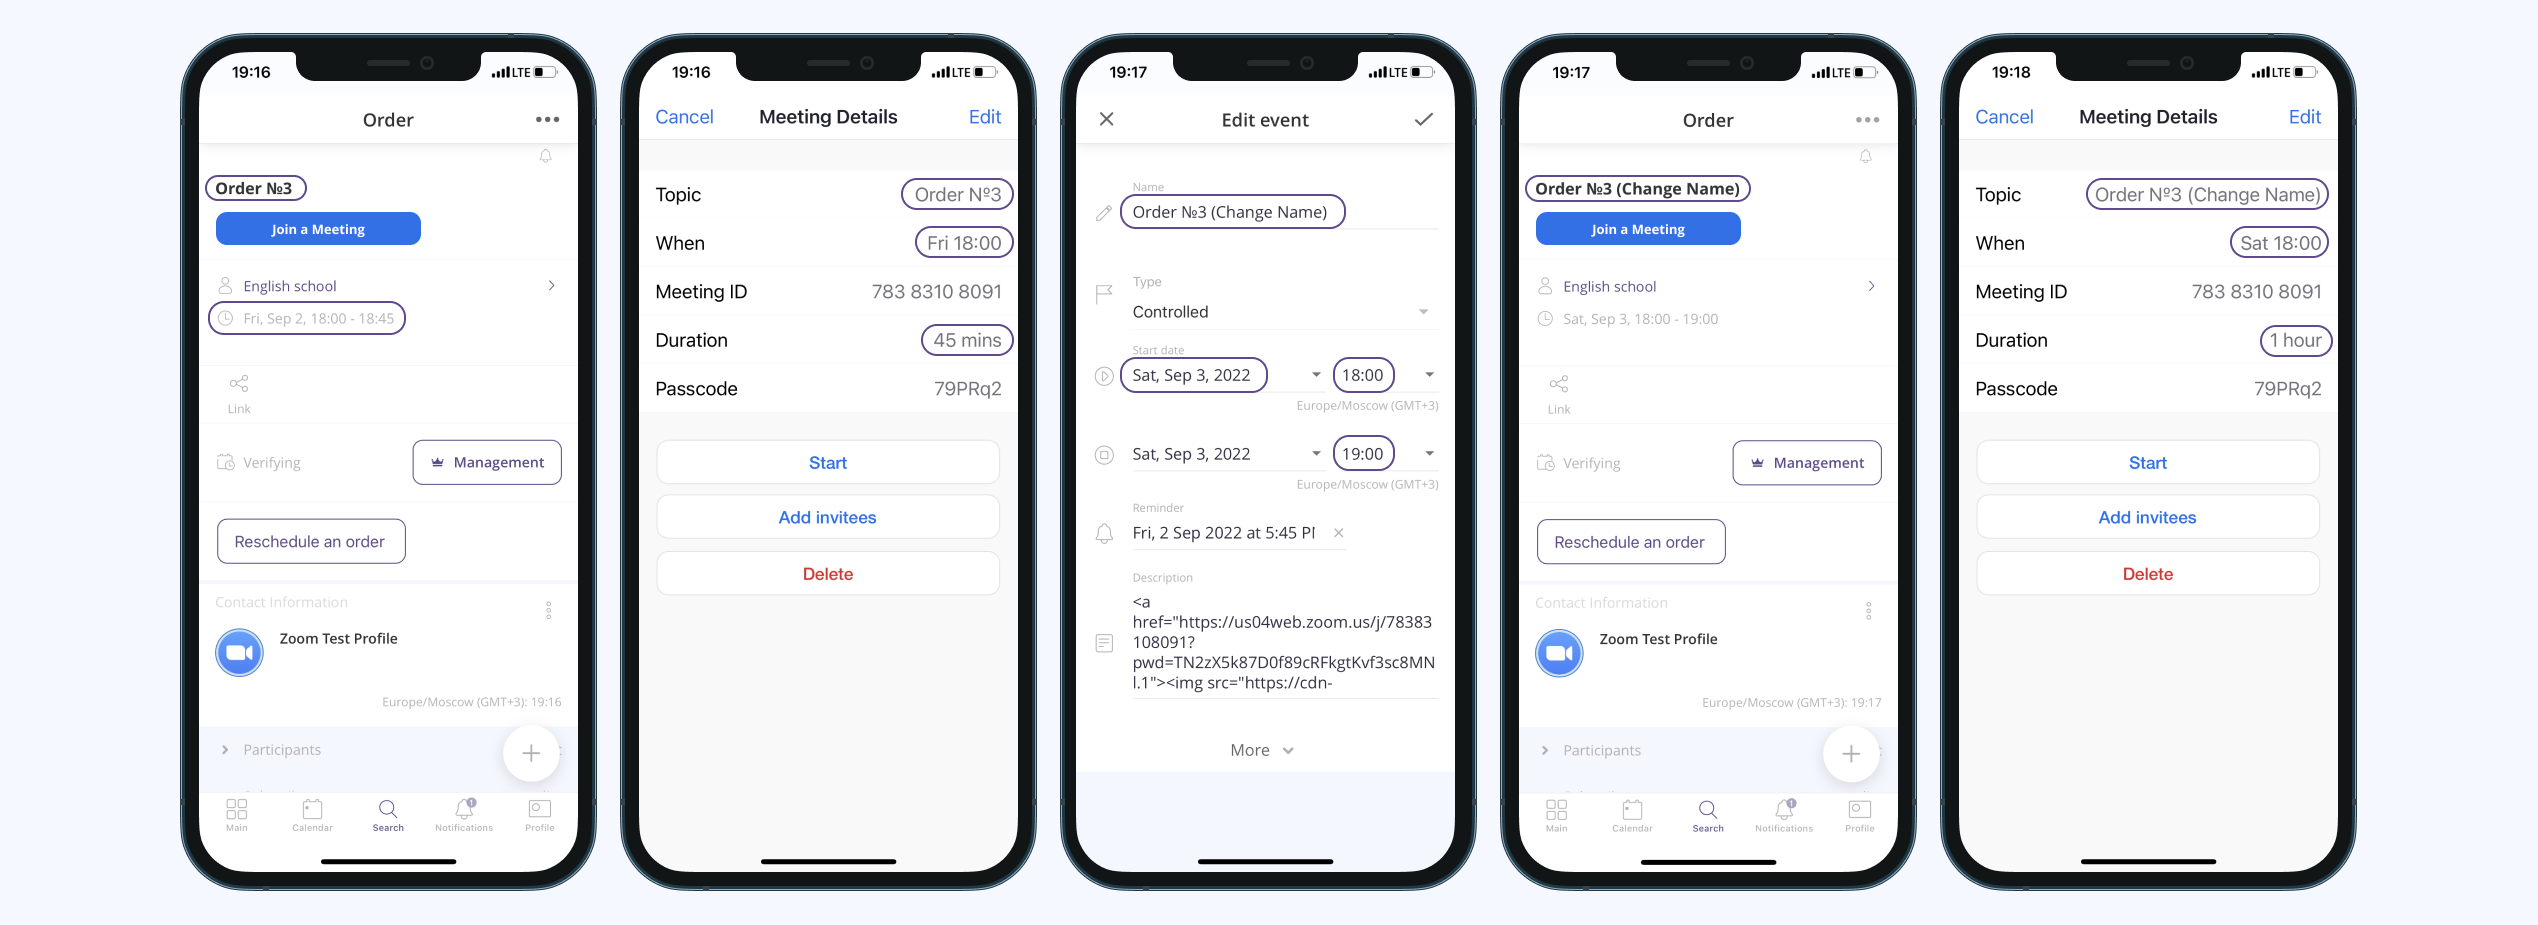 19:16
LTE
Order
Order №3
Join a Meeting
English school
Fri, Sep 2, 18:00 - 18:45
Link
Verifying
Management
Reschedule an order
Contact Information
Zoom Test Profile
Europe/Moscow (GMT+3): 19:16
Participants
Main
Calendar
Search
1
Notifications
Profile
19:16
LTE
Cancel
Meeting Details
Edit
Topic
Order №3
When
Fri 18:00
Meeting ID
783 8310 8091
Duration
45 mins
Passcode
79PRq2
Start
Add invitees
Delete
19:17
LTE
Edit event
Name
Order №3 (Change Name)
Type
Controlled
Start date
Sat, Sep 3, 2022
18:00
Europe/Moscow (GMT+3)
Sat, Sep 3, 2022
19:00
Europe/Moscow (GMT+3)
Reminder
Fri, 2 Sep 2022 at 5:45 P
Description
<a
href="https://us04web.zoom.us/j/78383
108091?
pwd=TN2zX5k87D0f89cRFkgtKvf3sc8MN
l.1"><img src="https://cdn-
More
19:17
LTE
Order
Order №3 (Change Name)
Join a Meeting
English school
Sat, Sep 3, 18:00 - 19:00
Link
Verifying
Management
Reschedule an order
Contact Information
Zoom Test Profile
Europe/Moscow (GMT+3): 19:17
Participants
Main
Calendar
Search
1
Notifications
Profile
19:18
LTE
Cancel
Meeting Details
Edit
Topic
Order №3 (Change Name)
When
Sat 18:00
Meeting ID
783 8310 8091
Duration
1 hour
Passcode
79PRq2
Start
Add invitees
Delete